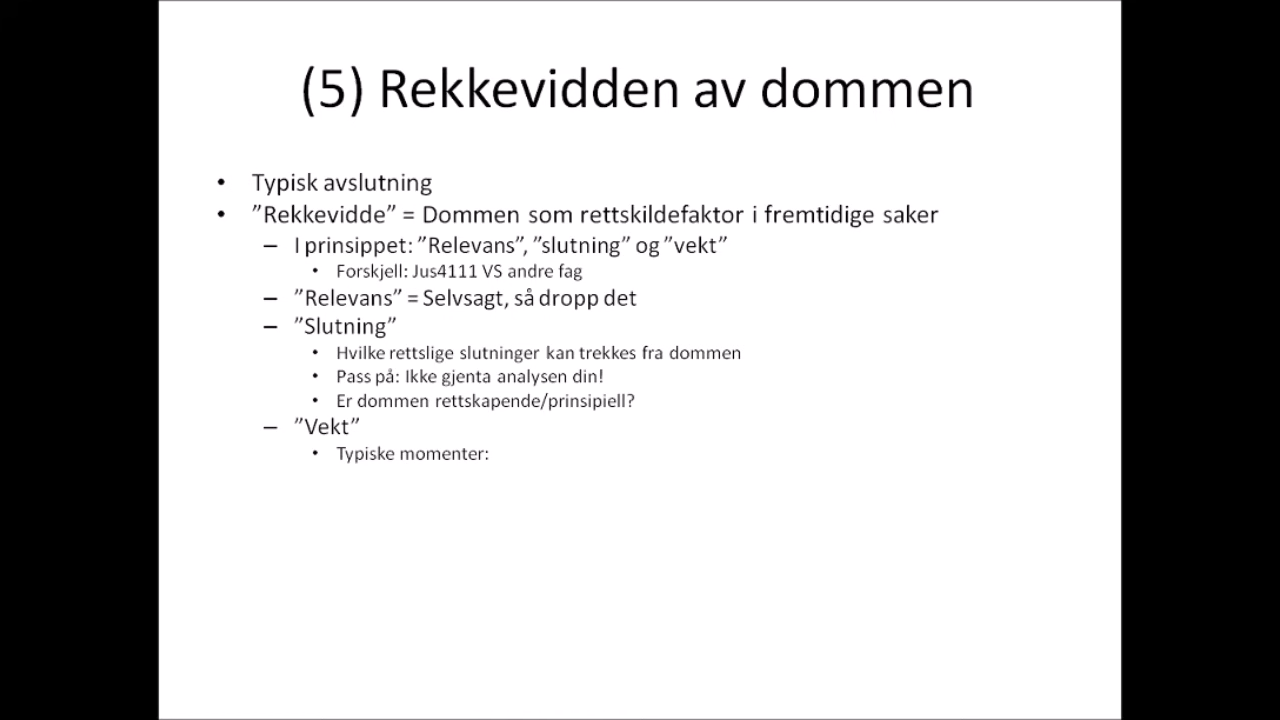 (5) Rekkevidden av dommen
• Typisk avslutning
• ”Rekkevidde” = Dommen som rettskildefaktor i fremtidige saker
– I prinsippet: ”Relevans”, ”slutning” og ”vekt”
• Forskjell: Jus4111 VS andre fag
– ”Relevans” = Selvsagt, så dropp det
– ”Slutning”
• Hvilke rettslige slutninger kan trekkes fra dommen
• Pass på: Ikke gjenta analysen din!
• Er dommen rettskapende/prinsipiell?
– ”Vekt”
• Typiske momenter: